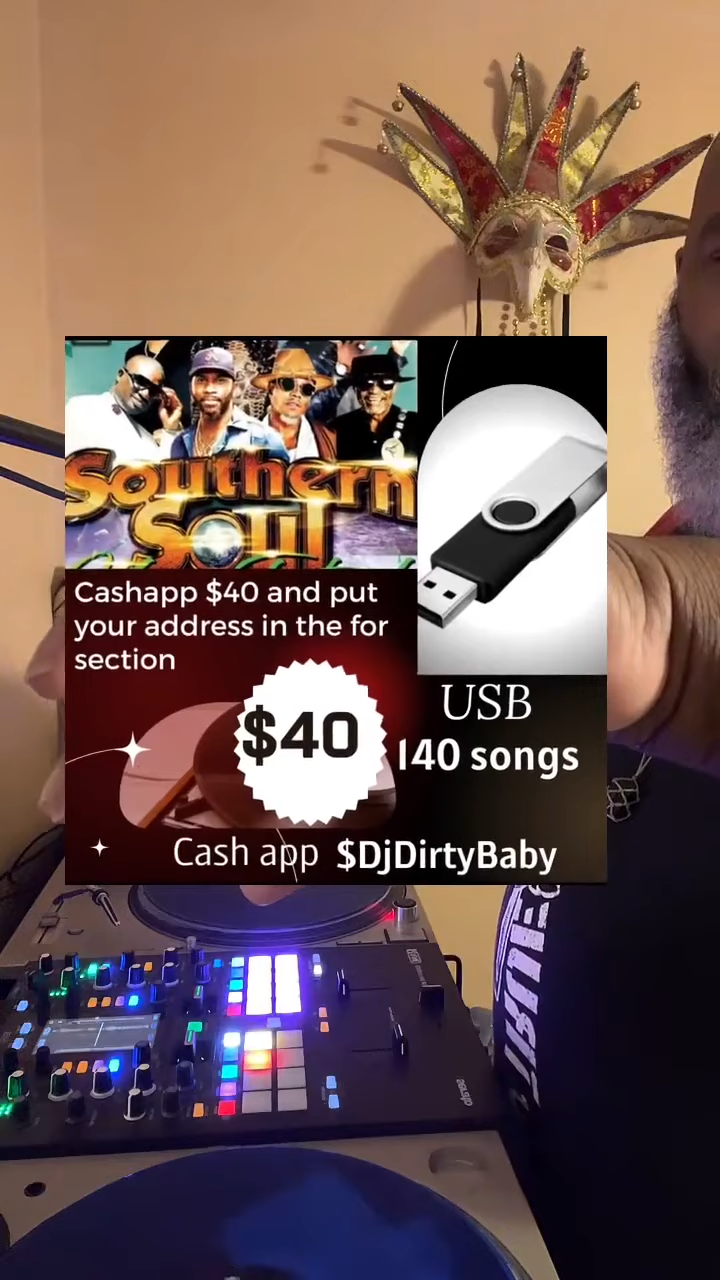 Southern
Soul
Cashapp $40 and put
your address in the for
section
$40
USB
140 songs
Cash app $DjDirtyBaby